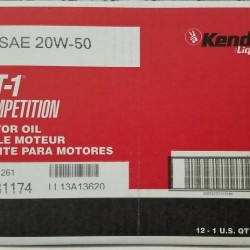 SAE 20W-50
Kend
Liq
T-1®
MPETITION
OR OIL
LE MOTEUR
ITE PARA MOTORES
261
1174
LL13A13620
12 - 1 U.S. QT